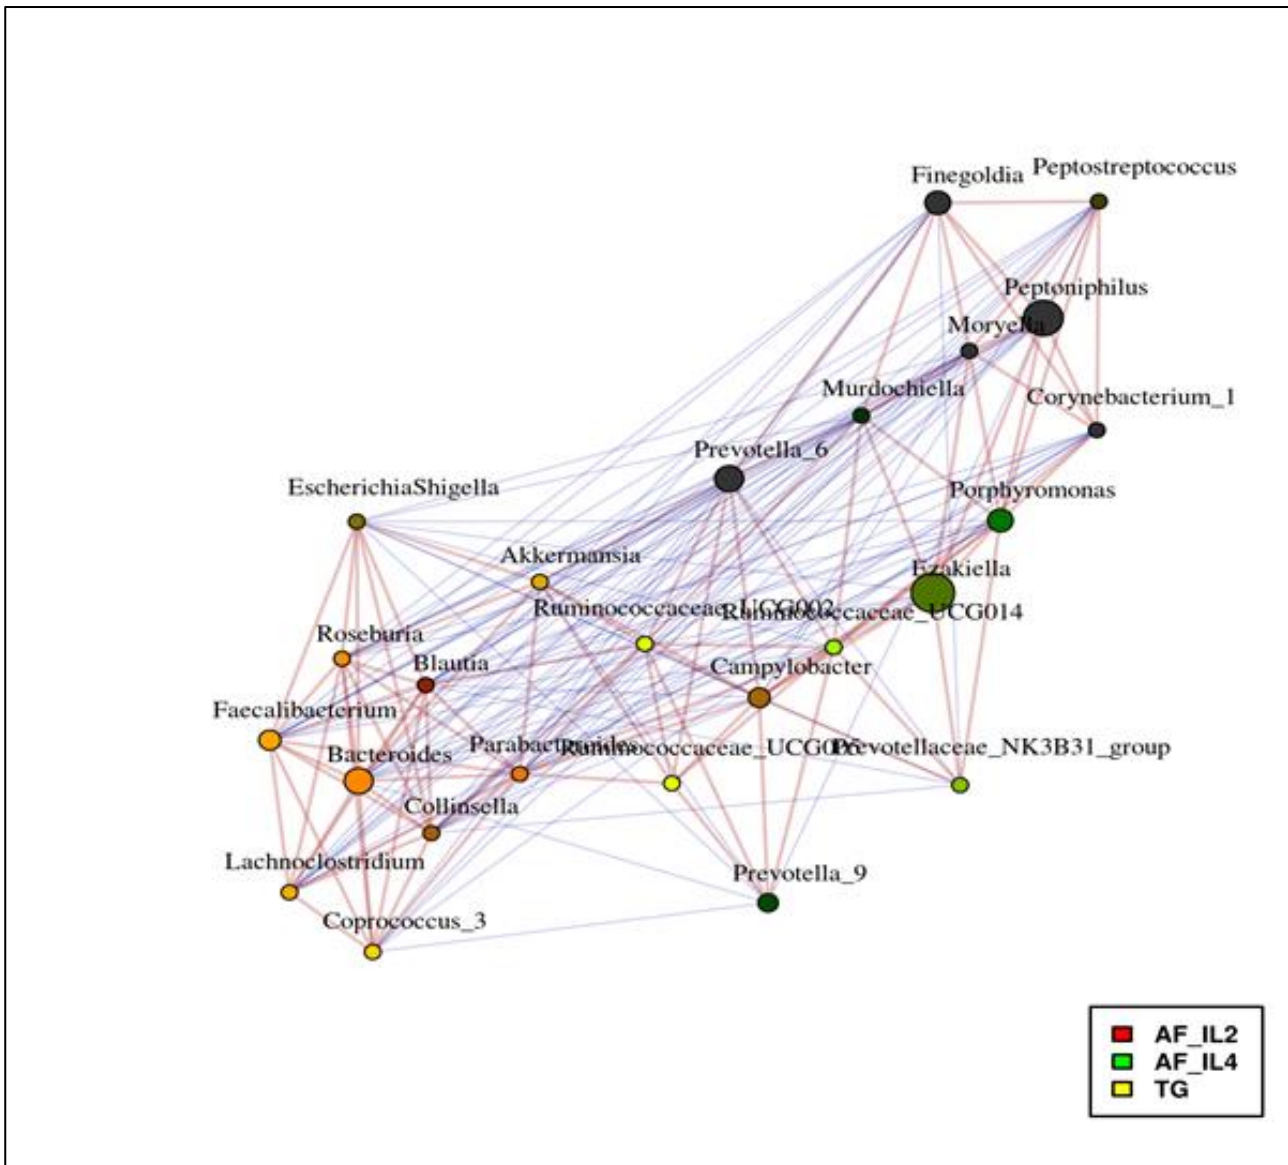 Peptostreptococcus
Finegoldia
Peptoniphilus
Moryella
Murdochiella
Corynebacterium_1
Prevotella_6
EscherichiaShigella
Porphyromonas
Akkermansia
Ezakiella
Ruminococcaceae_UCG002
Ruminococcaceae_UCG014
Roseburia
Blautia
Campylobacter
Faecalibacterium
Bacteroides
Parabacteroides
Prevotellaceae_NK3B31_group
Collinsella
Lachnoclostridium
Prevotella_9
Coprococcus_3
AF_IL2
AF_IL4
TG